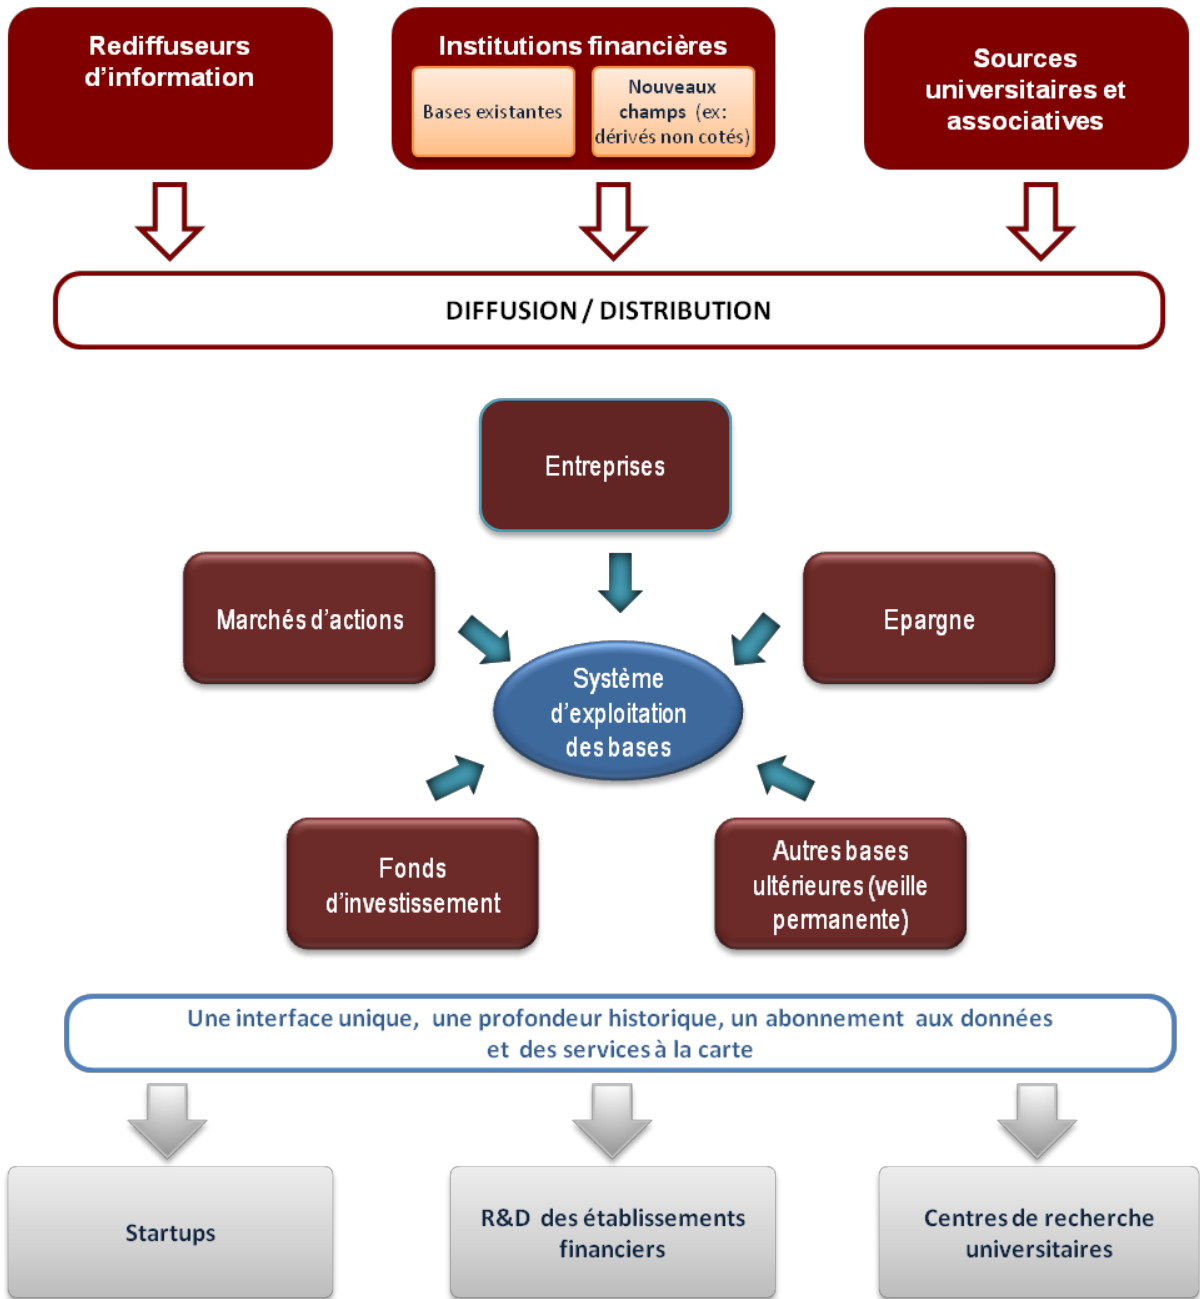 Rediffuseurs
d’information
Institutions financières
Bases existantes
Nouveaux
champs (ex:
dérivés non cotés)
Sources
universitaires et
associatives
DIFFUSION / DISTRIBUTION
Entreprises
Marchés d’actions
Epargne
Système
d’exploitation
des bases
Fonds
d’investissement
Autres bases
ultérieures (veille
permanente)
Une interface unique, une profondeur historique, un abonnement aux données
et des services à la carte
Startups
R&D des établissements
financiers
Centres de recherche
universitaires